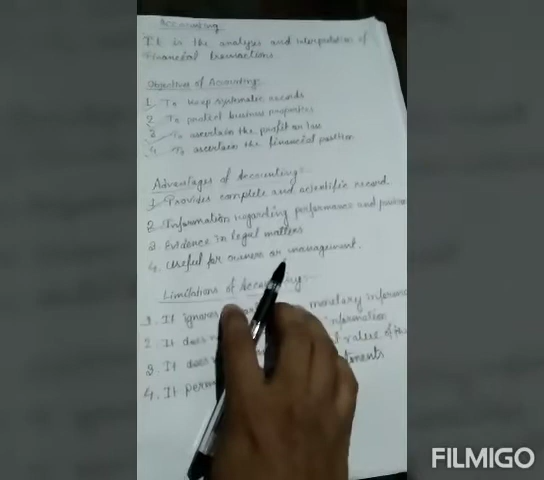 Accounting:
It is the analysis and interpretation of
Financial transactions
Objectives of Accounting:-
1. To keep systematic records
2. To protect business properties
3. To ascertain the profit or loss
4. To ascertain the financial position
Advantages of Accounting:-
1. Provides complete and scientific record
2. Information regarding performance and
3. Evidence in legal matters
4. Useful for owners or management.
Limitations of
1. It ignores monetary
2. It does information
3. It does
4. It
FILMIGO